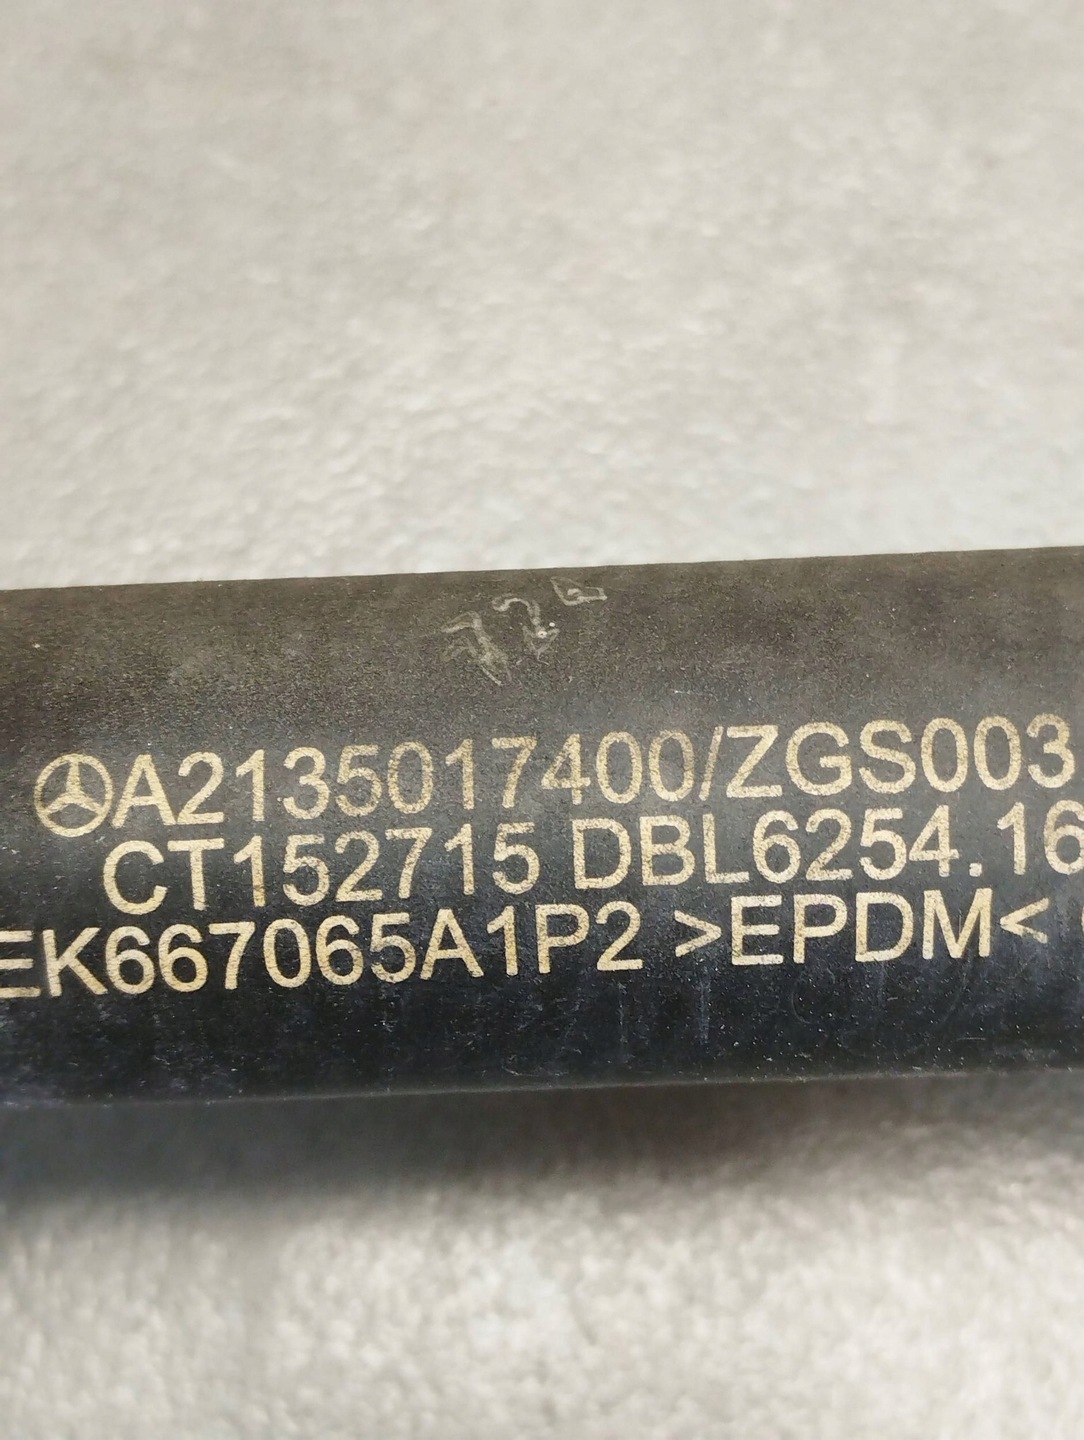 A2135017400/ZGS003
CT152715 DBL6254.16
EK667065A1P2 >EPDM<